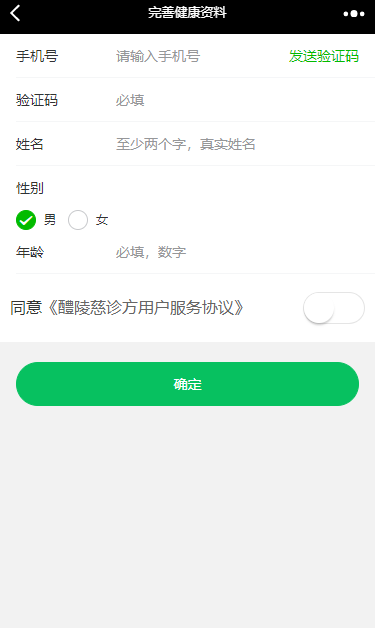 完善健康资料
手机号 请输入手机号 发送验证码
验证码 必填
姓名 至少两个字，真实姓名
性别
男 女
年龄 必填，数字
同意《醴陵慈诊方用户服务协议》
确定